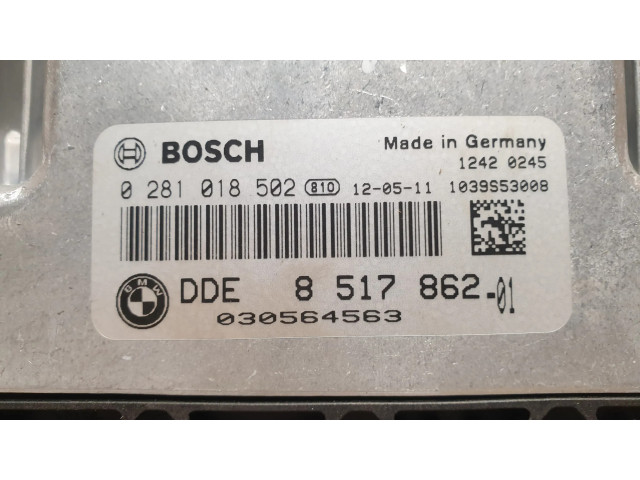 BOSCH Made in Germany
1242 0245
0 281 018 502 810 12-05-11 1039S53008
BMW DDE 8 517 862-01
030564563